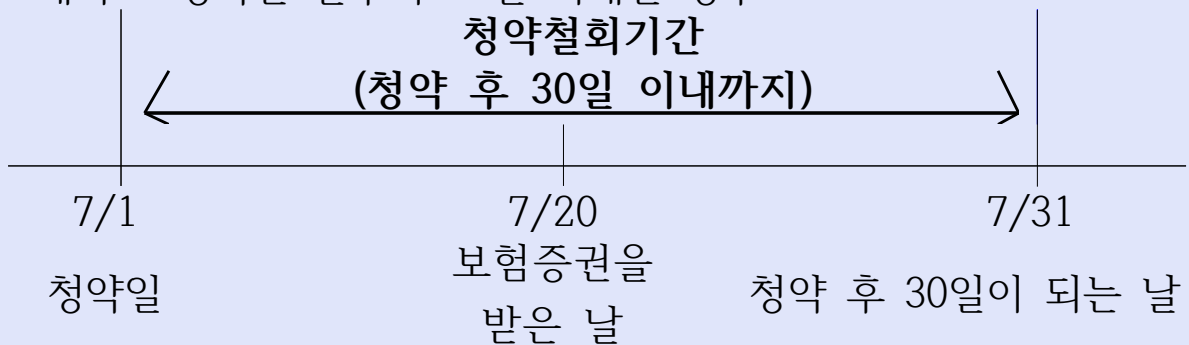 청약철회기간
(청약 후 30일 이내까지)
7/1
7/20
7/31
청약일
보험증권을
받은 날
청약 후 30일이 되는 날